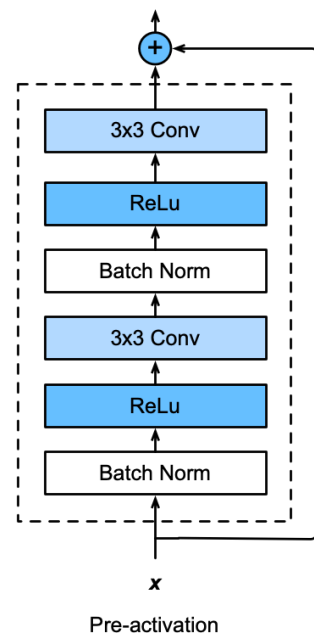 +
3x3 Conv
ReLu
Batch Norm
3x3 Conv
ReLu
Batch Norm
x
Pre-activation